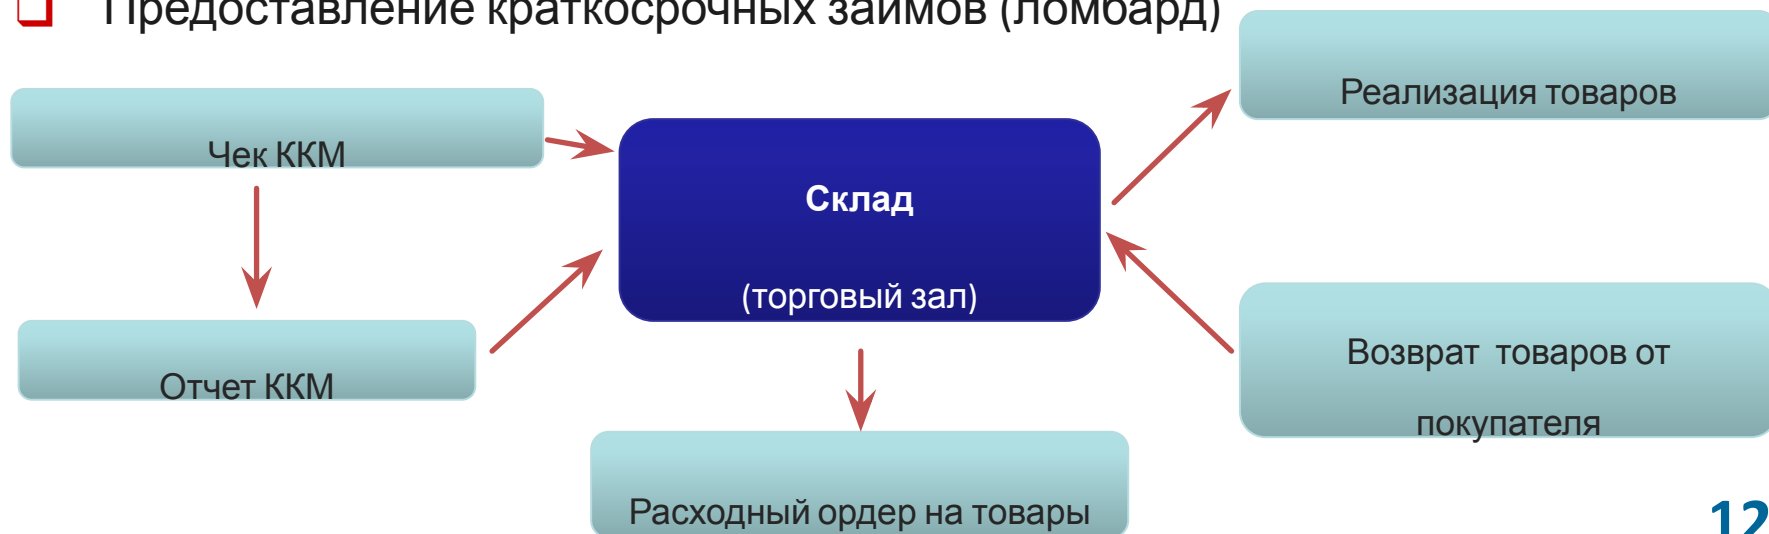 Предоставление краткосрочных займов (ломбард)
Реализация товаров
Чек ККМ
Склад
(торговый зал)
Возврат товаров от
покупателя
Отчет ККМ
Расходный ордер на товары
12